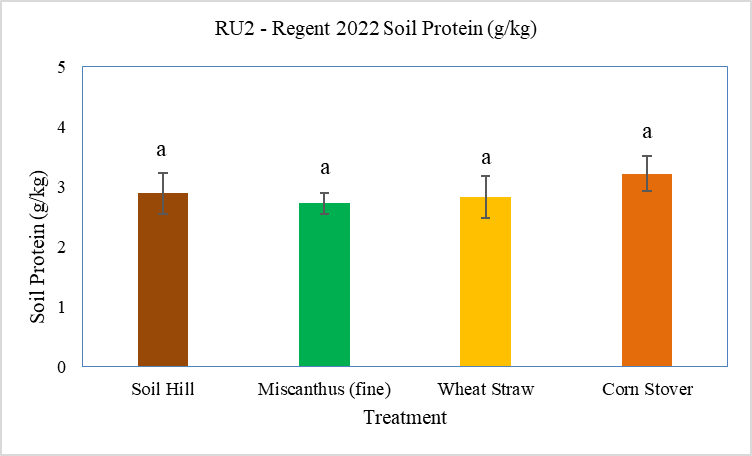 RU2 - Regent 2022 Soil Protein (g/kg)
5
4
3
2
1
0
Soil Protein (g/kg)
a
a
a
a
Soil Hill
Miscanthus (fine)
Wheat Straw
Corn Stover
Treatment